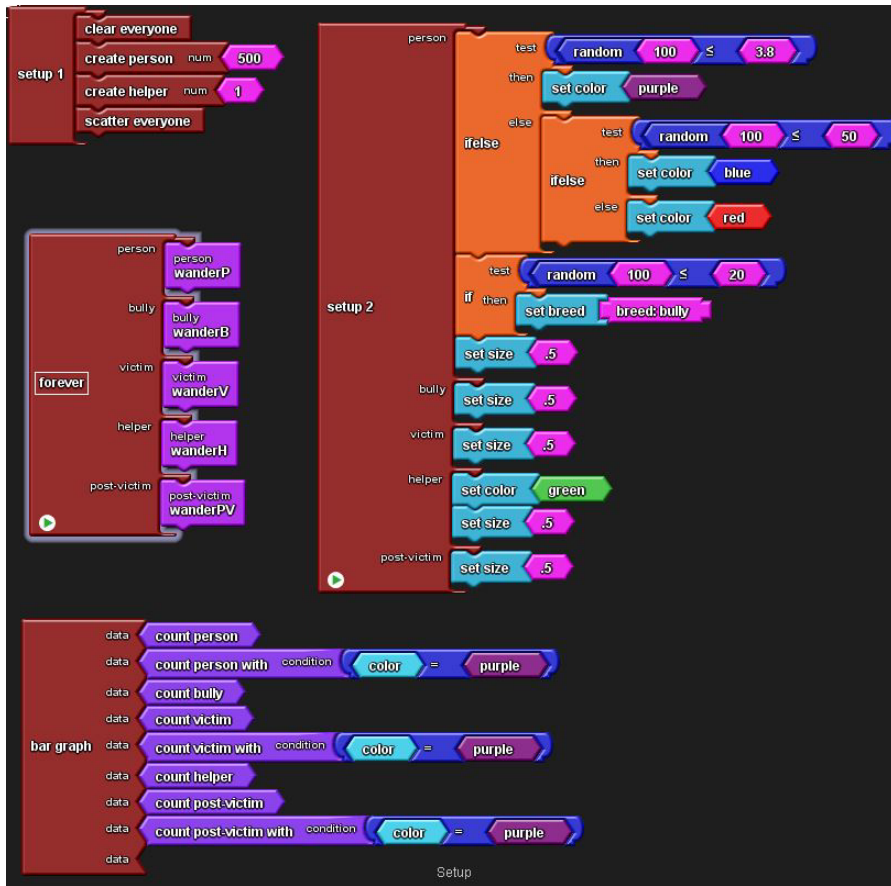 setup 1
clear everyone
create person num 500
create helper num 1
scatter everyone
forever
person
person
wanderP
bully
bully
wanderB
victim
victim
wanderV
helper
helper
wanderH
post-victim
post-victim
wanderPV
setup 2
person
ifelse
test random 100 ≤ 3.8
then set color purple
else
ifelse
test random 100 ≤ 50
then set color blue
else set color red
if
test random 100 ≤ 20
then set breed breed: bully
set size .5
bully set size .5
victim set size .5
helper set color green
set size .5
post-victim set size .5
bar graph
data count person
data count person with condition color = purple
data count bully
data count victim
data count victim with condition color = purple
data count helper
data count post-victim
data count post-victim with condition color = purple
data
Setup